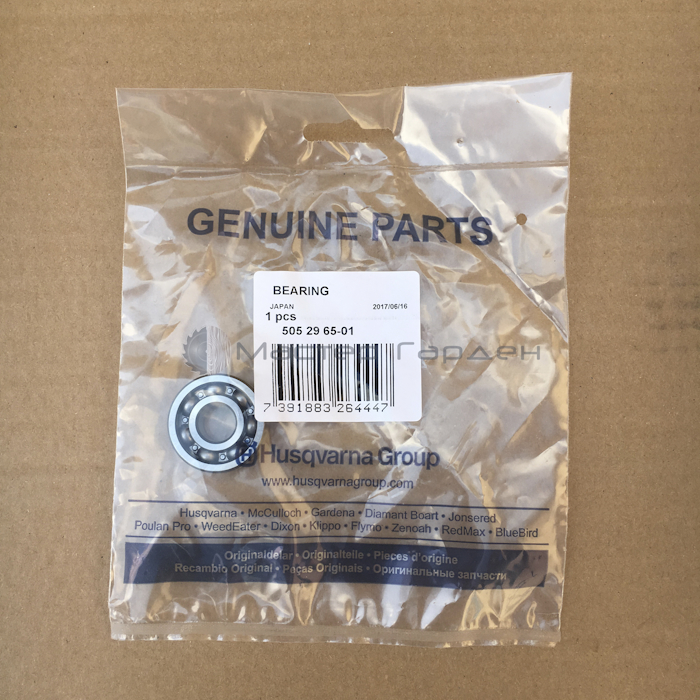 GENUINE PARTS
BEARING
JAPAN 2017/06/16
1 pcs
505 29 65-01
Мастер Гарден
7 391883 264447
Husqvarna Group
www.husqvarnagroup.com
Husqvarna • McCulloch • Gardena • Diamant Boart • Jonsered
Poulan Pro • WeedEater • Dixon • Klippo • Flymo • Zenoah • RedMax • BlueBird
Originaldelar • Originalteile • Pièces d'origine
Recambio Original • Peças Originais • Оригинальные запчасти